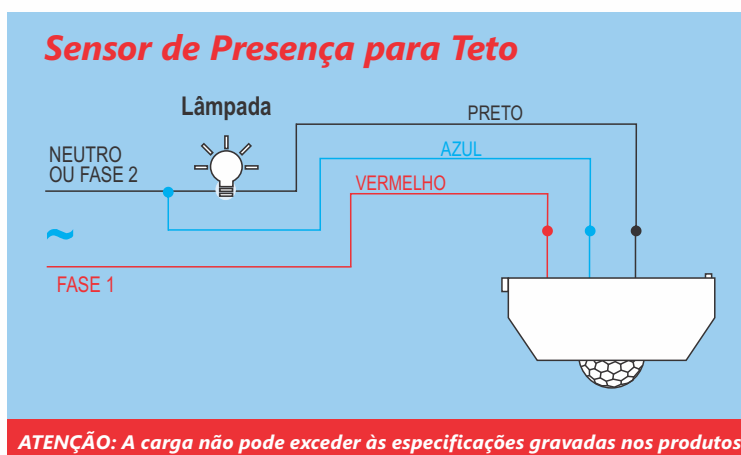 Sensor de Presença para Teto
Lâmpada
PRETO
AZUL
NEUTRO
OU FASE 2
VERMELHO
~
FASE 1
ATENÇÃO: A carga não pode exceder às especificações gravadas nos produtos